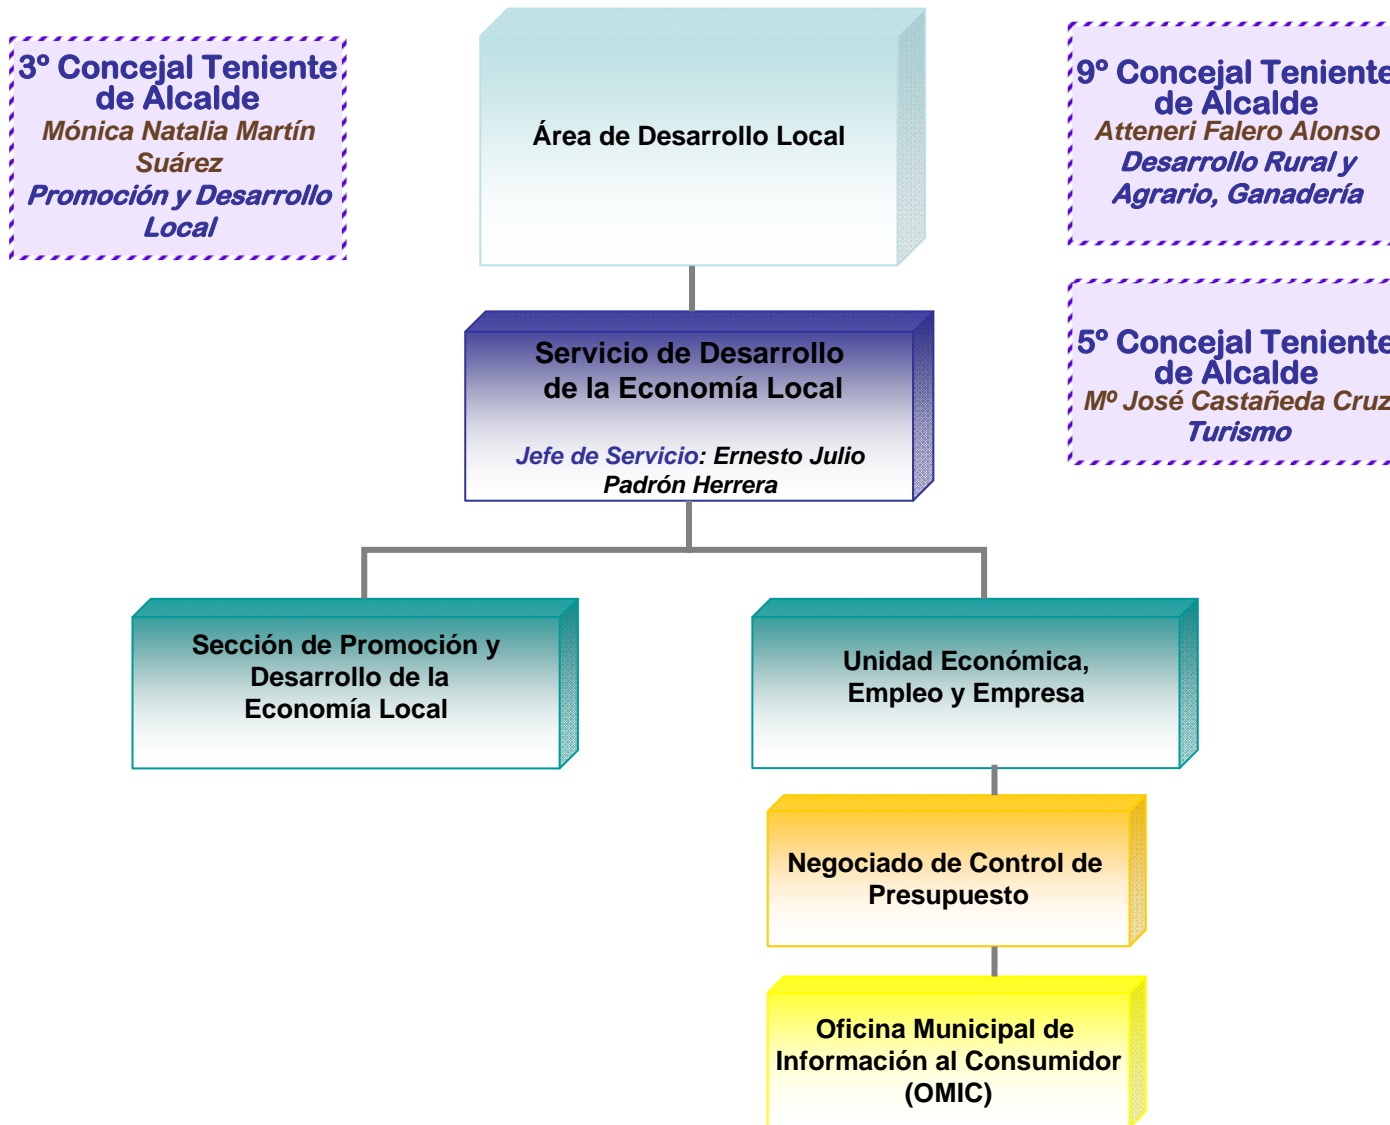 3º Concejal Teniente
de Alcalde
Mónica Natalia Martín
Suárez
Promoción y Desarrollo
Local
Área de Desarrollo Local
9º Concejal Teniente
de Alcalde
Atteneri Falero Alonso
Desarrollo Rural y
Agrario, Ganadería
5º Concejal Teniente
de Alcalde
Mº José Castañeda Cruz
Turismo
Servicio de Desarrollo
de la Economía Local
Jefe de Servicio: Ernesto Julio
Padrón Herrera
Sección de Promoción y
Desarrollo de la
Economía Local
Unidad Económica,
Empleo y Empresa
Negociado de Control de
Presupuesto
Oficina Municipal de
Información al Consumidor
(OMIC)